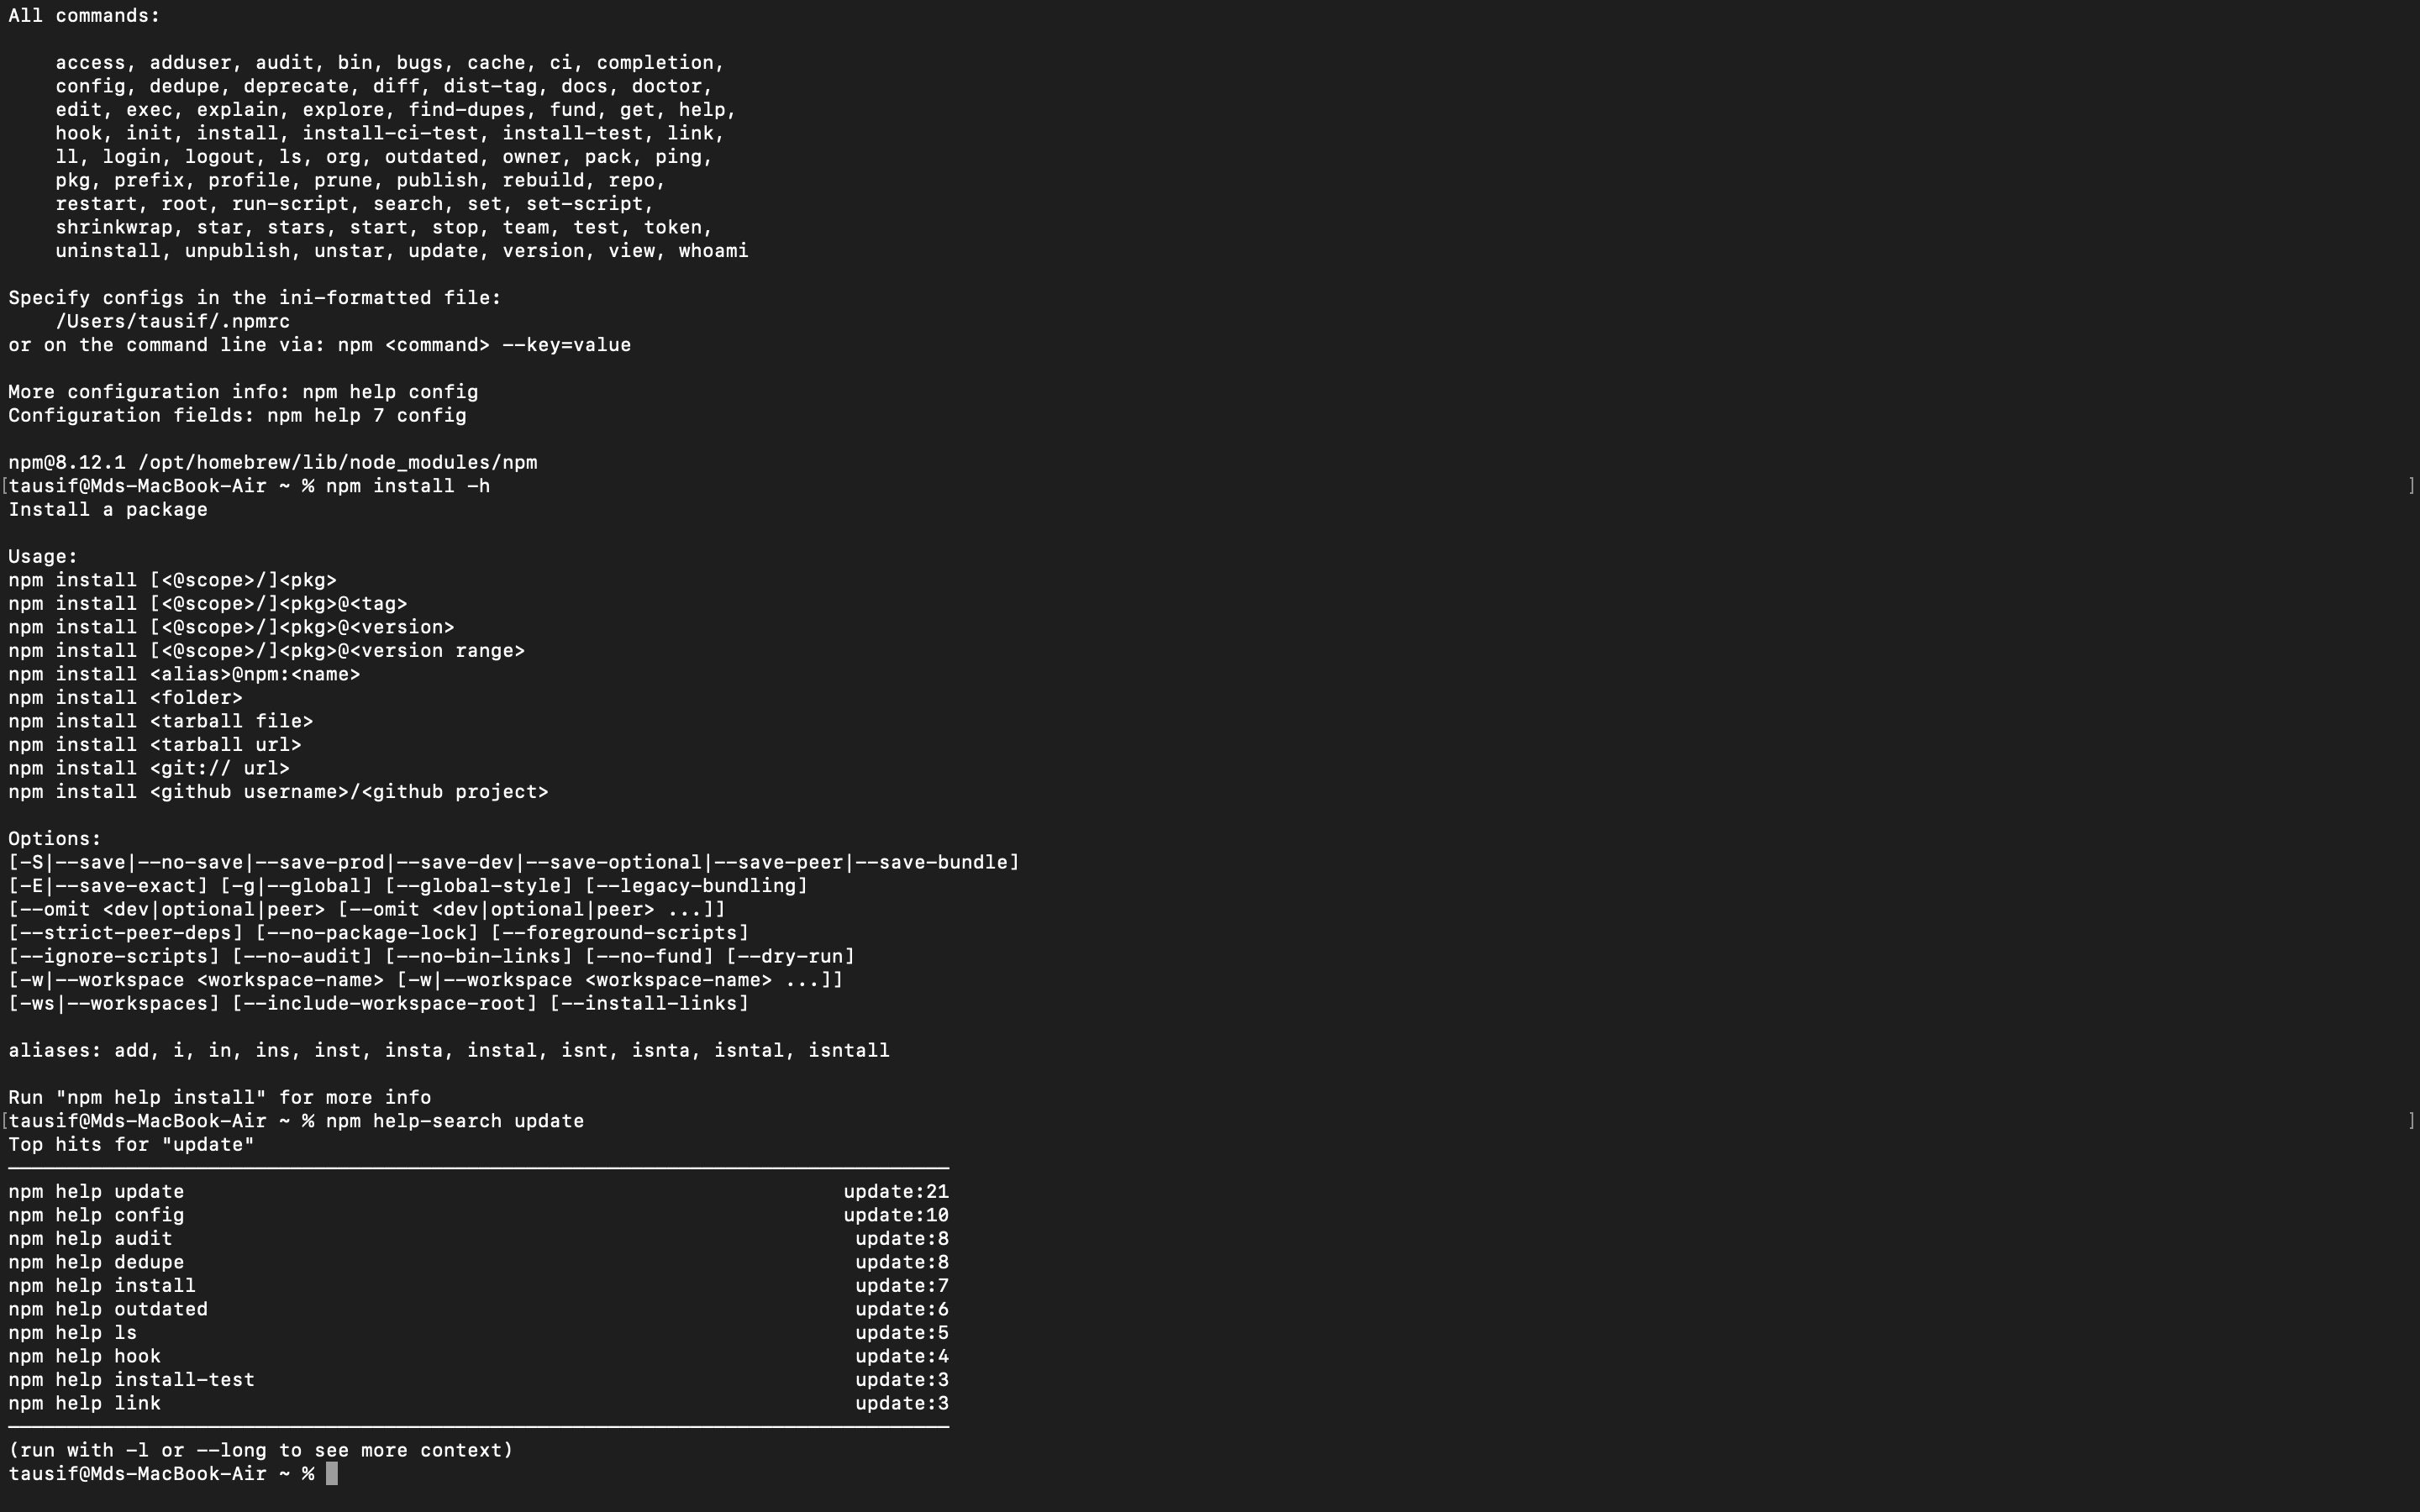 All commands:
access, adduser, audit, bin, bugs, cache, ci, completion,
config, dedupe, deprecate, diff, dist-tag, docs, doctor,
edit, exec, explain, explore, find-dupes, fund, get, help,
hook, init, install, install-ci-test, install-test, link,
ll, login, logout, ls, org, outdated, owner, pack, ping,
pkg, prefix, profile, prune, publish, rebuild, repo,
restart, root, run-script, search, set, set-script,
shrinkwrap, star, stars, start, stop, team, test, token,
uninstall, unpublish, unstar, update, version, view, whoami
Specify configs in the ini-formatted file:
/Users/tausif/.npmrc
or on the command line via: npm <command> --key=value
More configuration info: npm help config
Configuration fields: npm help 7 config
npm@8.12.1 /opt/homebrew/lib/node_modules/npm
[tausif@Mds-MacBook-Air ~ % npm install -h ]
Install a package
Usage:
npm install [<@scope>/]<pkg>
npm install [<@scope>/]<pkg>@<tag>
npm install [<@scope>/]<pkg>@<version>
npm install [<@scope>/]<pkg>@<version range>
npm install <alias>@npm:<name>
npm install <folder>
npm install <tarball file>
npm install <tarball url>
npm install <git:// url>
npm install <github username>/<github project>
Options:
[-S|--save|--no-save|--save-prod|--save-dev|--save-optional|--save-peer|--save-bundle]
[-E|--save-exact] [-g|--global] [--global-style] [--legacy-bundling]
[--omit <dev|optional|peer> [--omit <dev|optional|peer> ...]]
[--strict-peer-deps] [--no-package-lock] [--foreground-scripts]
[--ignore-scripts] [--no-audit] [--no-bin-links] [--no-fund] [--dry-run]
[-w|--workspace <workspace-name> [-w|--workspace <workspace-name> ...]]
[-ws|--workspaces] [--include-workspace-root] [--install-links]
aliases: add, i, in, ins, inst, insta, instal, isnt, isnta, isntal, isntall
Run "npm help install" for more info
[tausif@Mds-MacBook-Air ~ % npm help-search update ]
Top hits for "update"
npm help update update:21
npm help config update:10
npm help audit update:8
npm help dedupe update:8
npm help install update:7
npm help outdated update:6
npm help ls update:5
npm help hook update:4
npm help install-test update:3
npm help link update:3
(run with -l or --long to see more context)
tausif@Mds-MacBook-Air ~ %